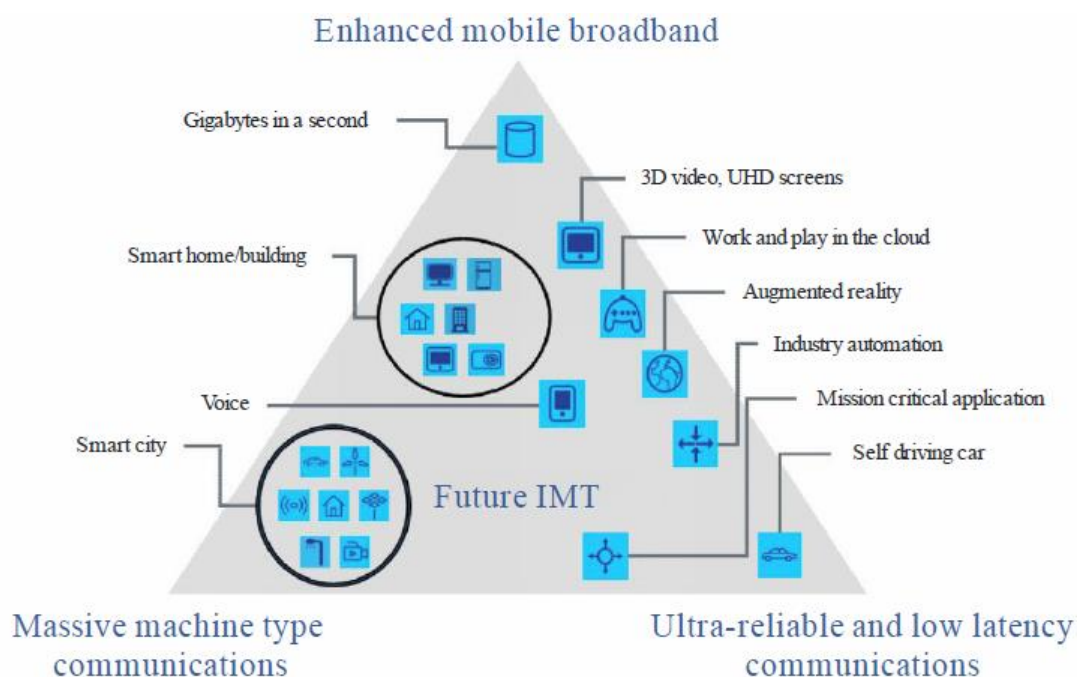 Enhanced mobile broadband
Gigabytes in a second
3D video, UHD screens
Work and play in the cloud
Smart home/building
Augmented reality
Industry automation
Mission critical application
Voice
Smart city
Self driving car
Future IMT
Massive machine type
communications
Ultra-reliable and low latency
communications